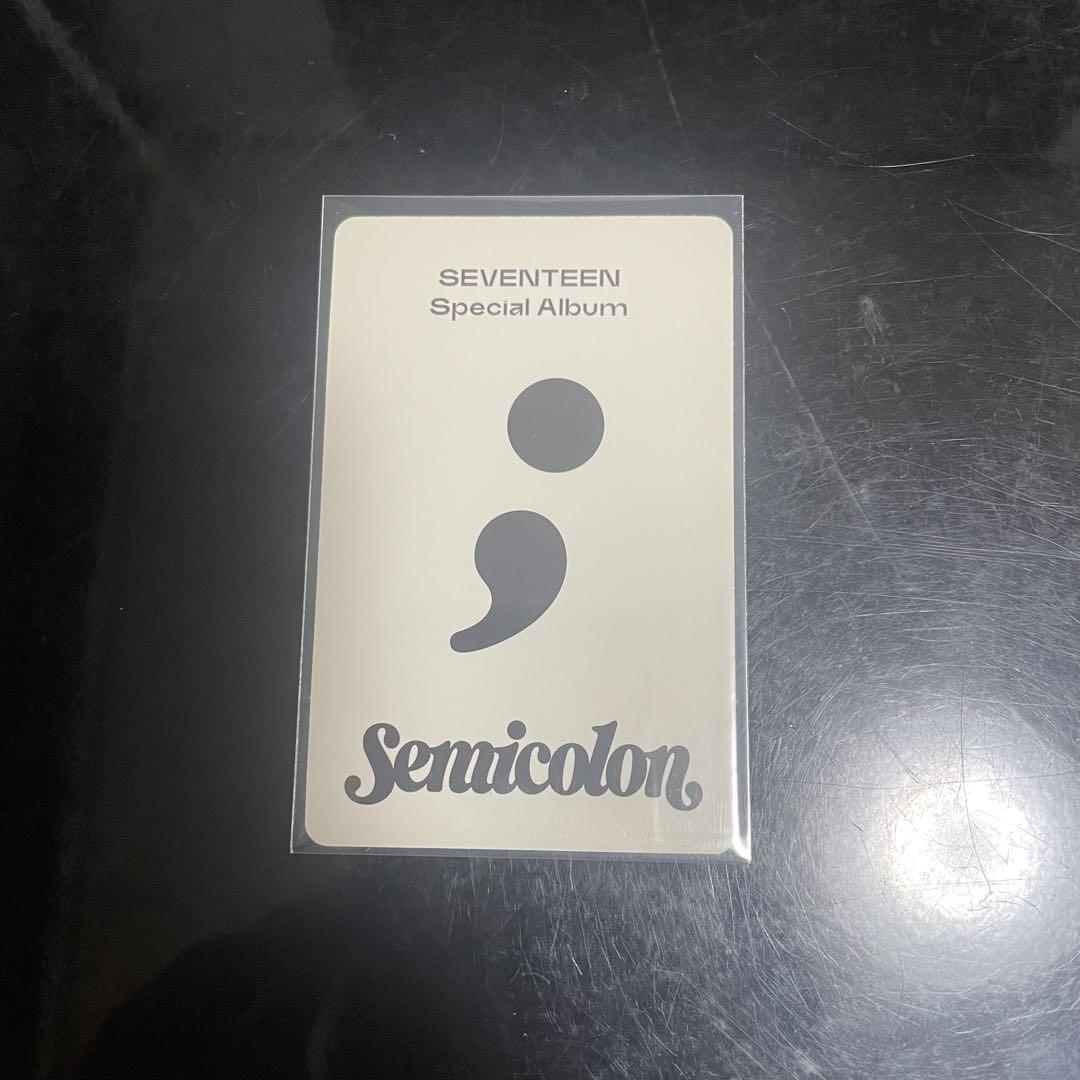 SEVENTEEN
Special Album
;
Semicolon